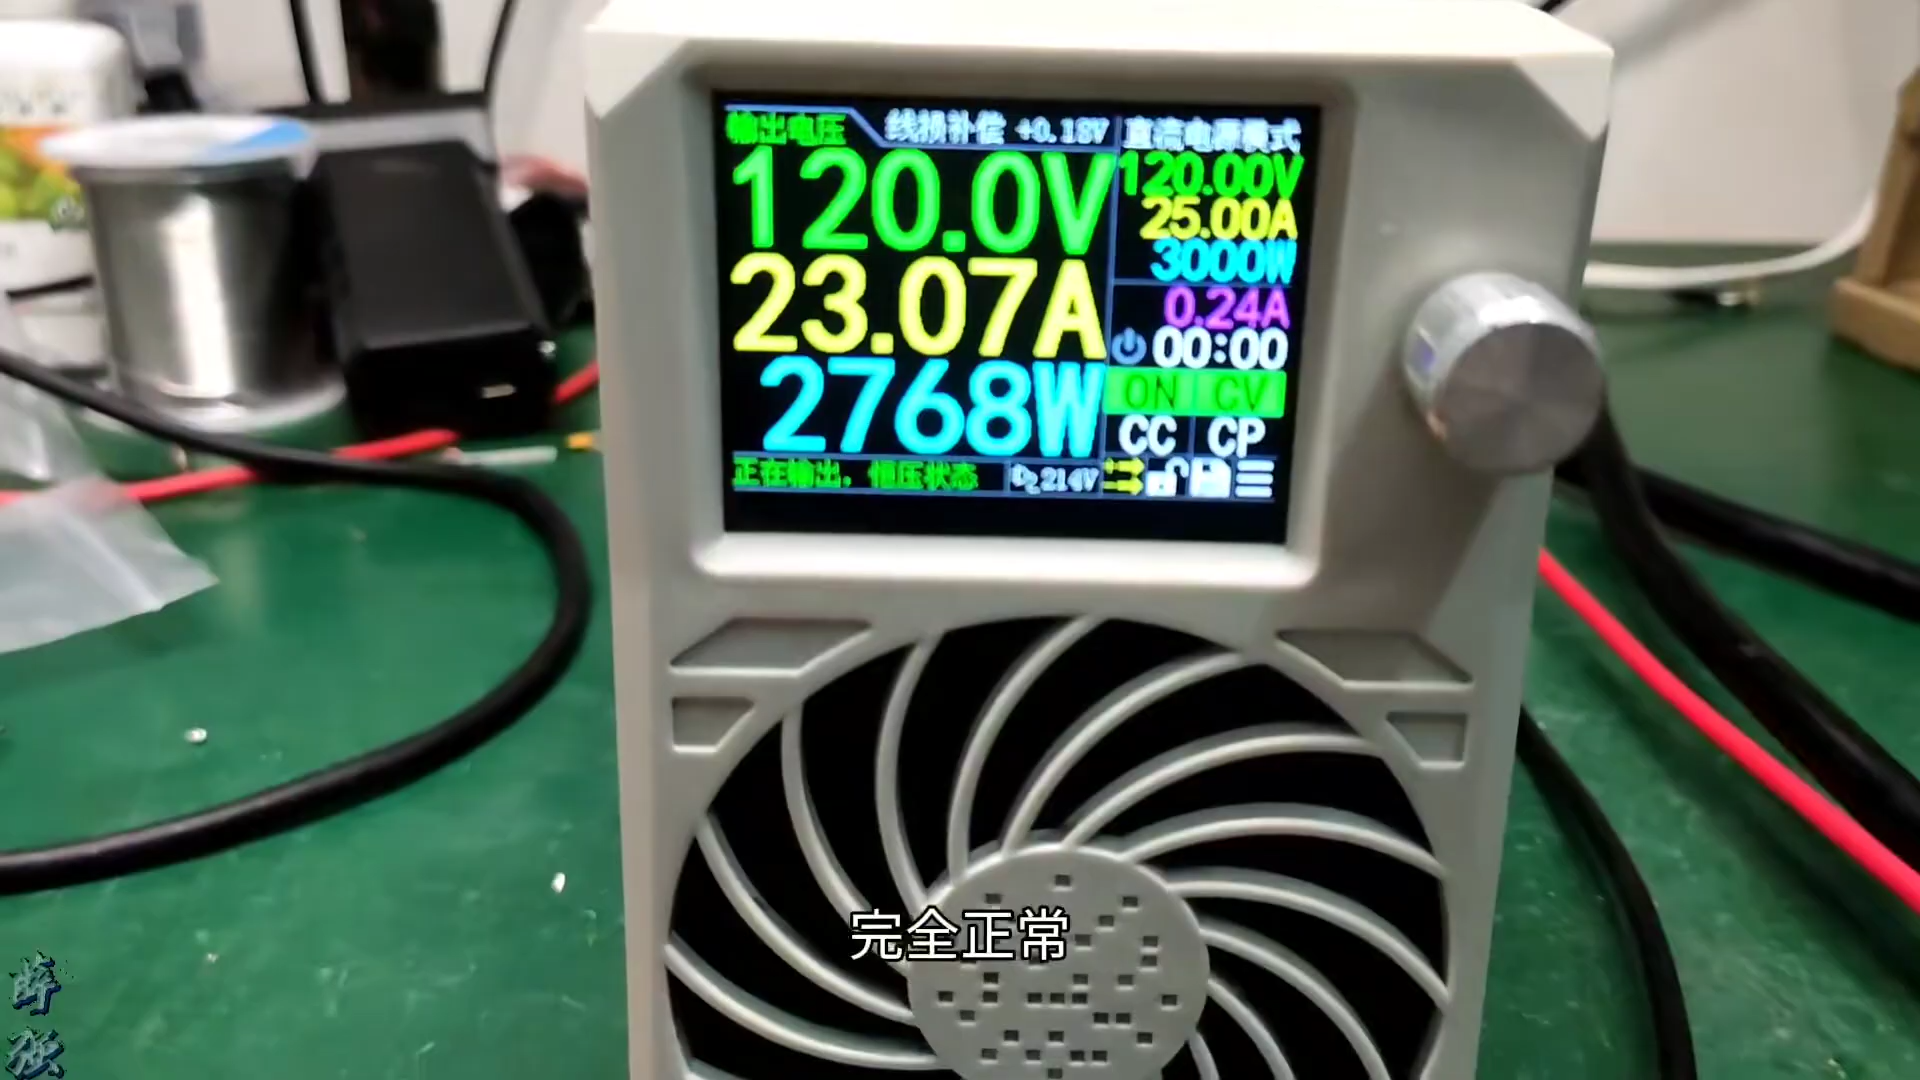 输出电压 线损补偿 +0.18V 直流电源模式
120.0V
120.00V
25.00A
3000W
23.07A
0.24A
00:00
2768W
ON CV
CC CP
正在输出，恒压状态 214V
完全正常
薛
强